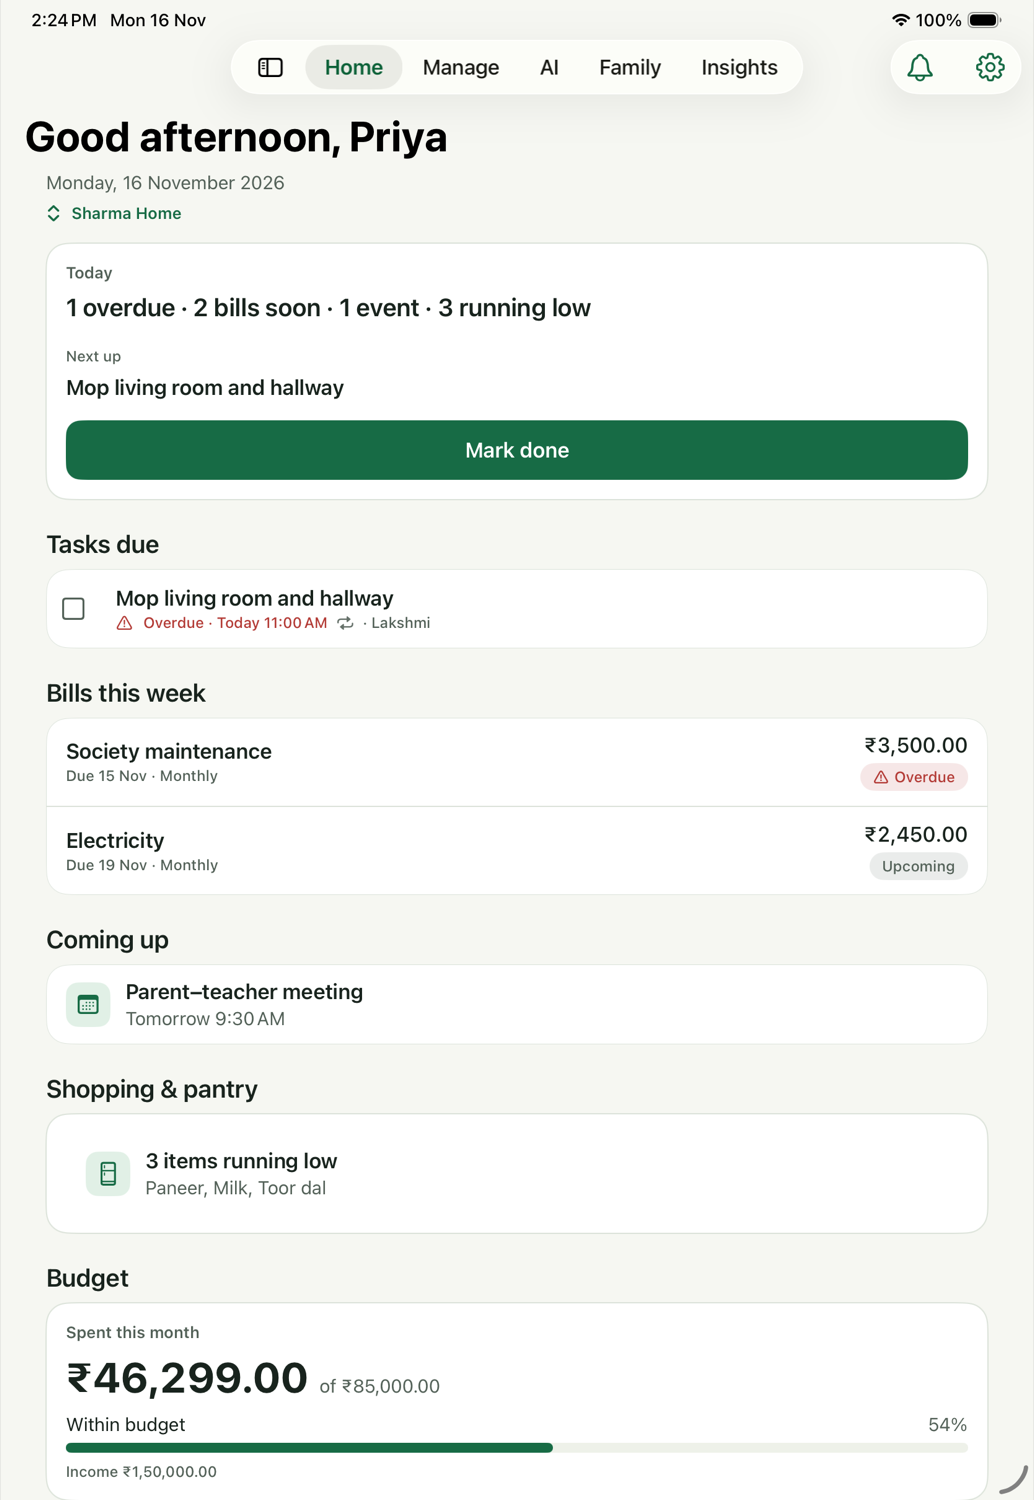 2:24 PM Mon 16 Nov 100%
Home Manage AI Family Insights
Good afternoon, Priya
Monday, 16 November 2026
Sharma Home
Today
1 overdue · 2 bills soon · 1 event · 3 running low
Next up
Mop living room and hallway
Mark done
Tasks due
Mop living room and hallway
Overdue · Today 11:00 AM · Lakshmi
Bills this week
Society maintenance ₹3,500.00
Due 15 Nov · Monthly Overdue
Electricity ₹2,450.00
Due 19 Nov · Monthly Upcoming
Coming up
Parent–teacher meeting
Tomorrow 9:30 AM
Shopping & pantry
3 items running low
Paneer, Milk, Toor dal
Budget
Spent this month
₹46,299.00 of ₹85,000.00
Within budget 54%
Income ₹1,50,000.00